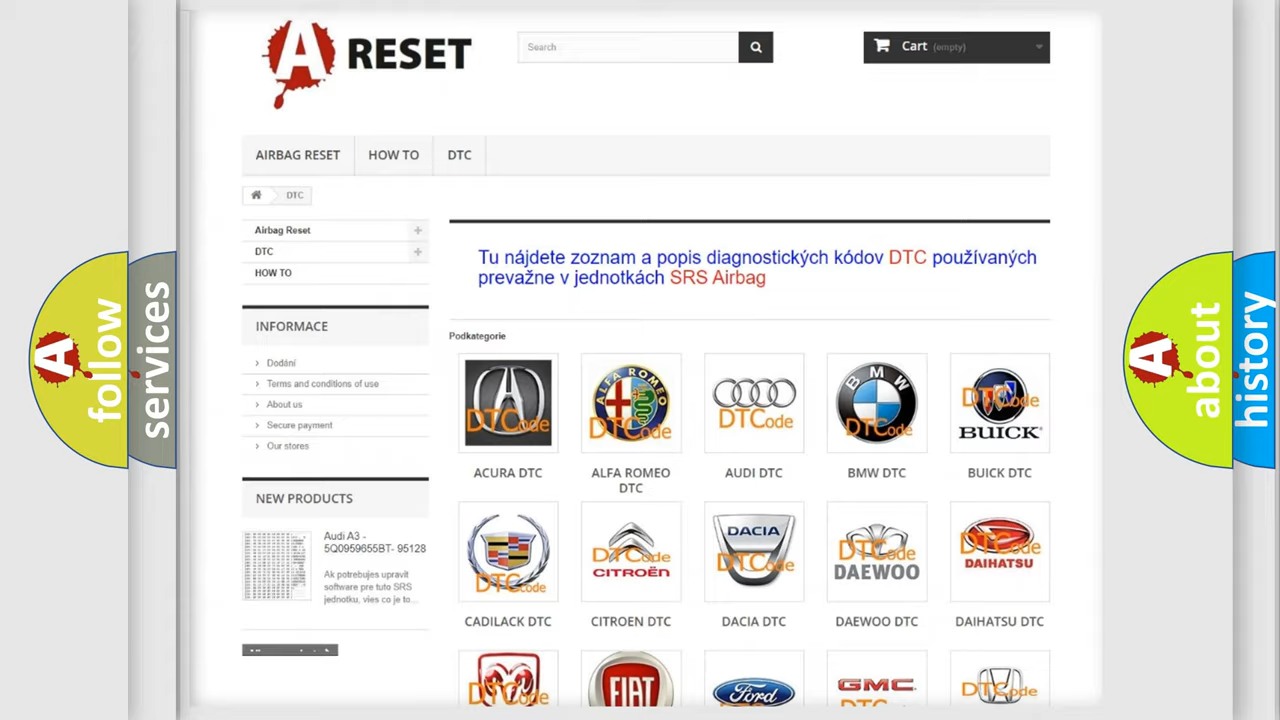 A RESET
Search
Cart (empty)
AIRBAG RESET
HOW TO
DTC
DTC
Airbag Reset
DTC
HOW TO
INFORMACE
Dodání
Terms and conditions of use
About us
Secure payment
Our stores
NEW PRODUCTS
Audi A3 -
5Q0959655BT- 95128
Ak potrebujes upravit
software pre tuto SRS
jednotku, vies co je to...
Tu nájdete zoznam a popis diagnostických kódov DTC používaných
prevažne v jednotkách SRS Airbag
Podkategorie
DTCode
ACURA DTC
ALFA ROMEO
DTCode
ALFA ROMEO
DTC
DTCode
AUDI DTC
BMW
DTCode
BMW DTC
DTCode
BUICK
BUICK DTC
DTCode
CADILACK DTC
DTCode
CITROËN
CITROEN DTC
DACIA
DTCode
DACIA DTC
DTCode
DAEWOO
DAEWOO DTC
DTCode
DAIHATSU
DAIHATSU DTC
DTCode
FIAT
Ford
GMC
DTCode
A follow
services
A about
history